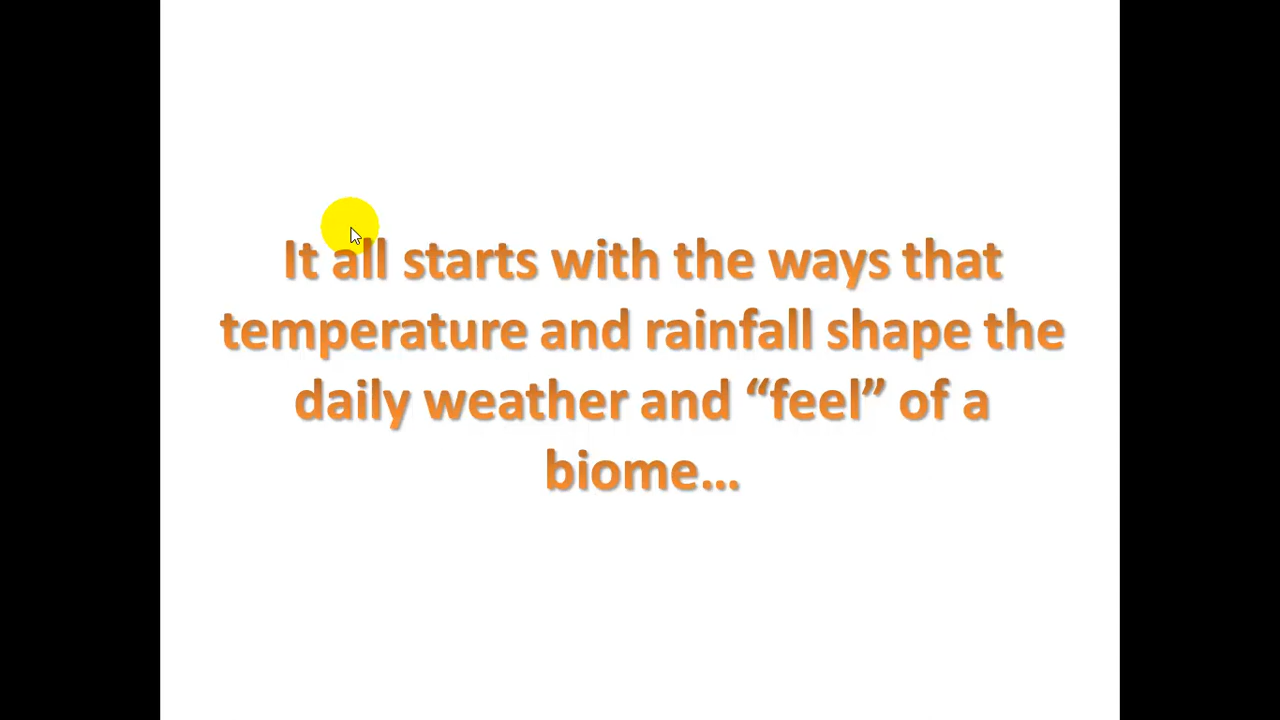 It all starts with the ways that
temperature and rainfall shape the
daily weather and “feel” of a
biome…